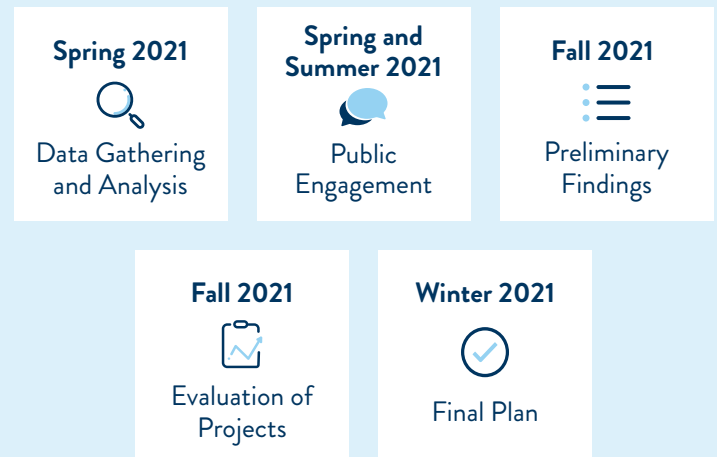 Spring 2021
Data Gathering
and Analysis
Spring and
Summer 2021
Public
Engagement
Fall 2021
Preliminary
Findings
Fall 2021
Evaluation of
Projects
Winter 2021
Final Plan